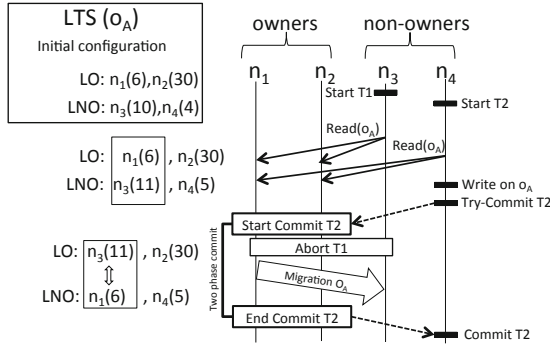 LTS (oA)
Initial configuration
LO: n1(6),n2(30)
LNO: n3(10),n4(4)
owners
non-owners
n1
n2
n3
n4
Start T1
Start T2
Read(oA)
Read(oA)
LO: n1(6) , n2(30)
LNO: n3(11) , n4(5)
Write on oA
Try-Commit T2
Start Commit T2
Abort T1
LO: n3(11) , n2(30)
LNO: n1(6) , n4(5)
Two phase commit
Migration OA
End Commit T2
Commit T2